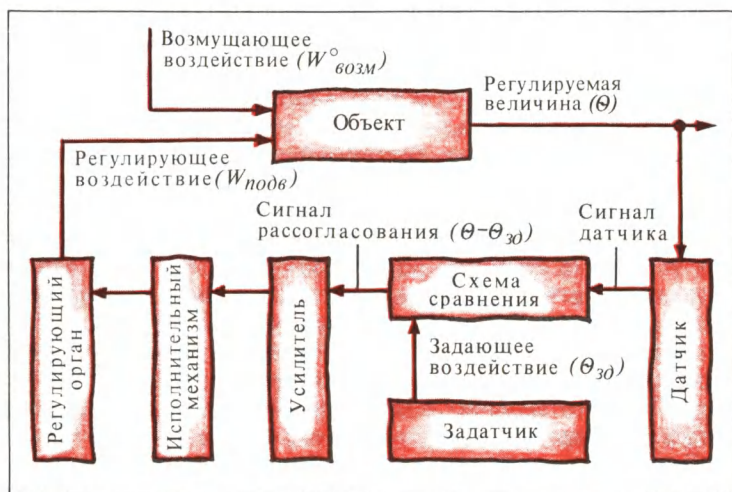 Возмущающее
воздействие (W°возм)
Объект
Регулируемая
величина (Θ)
Регулирующее
воздействие (Wподв)
Сигнал
рассогласования (Θ–Θзд)
Сигнал
датчика
Регулирующий
орган
Исполнительный
механизм
Усилитель
Схема
сравнения
Датчик
Задающее
воздействие (Θзд)
Задатчик